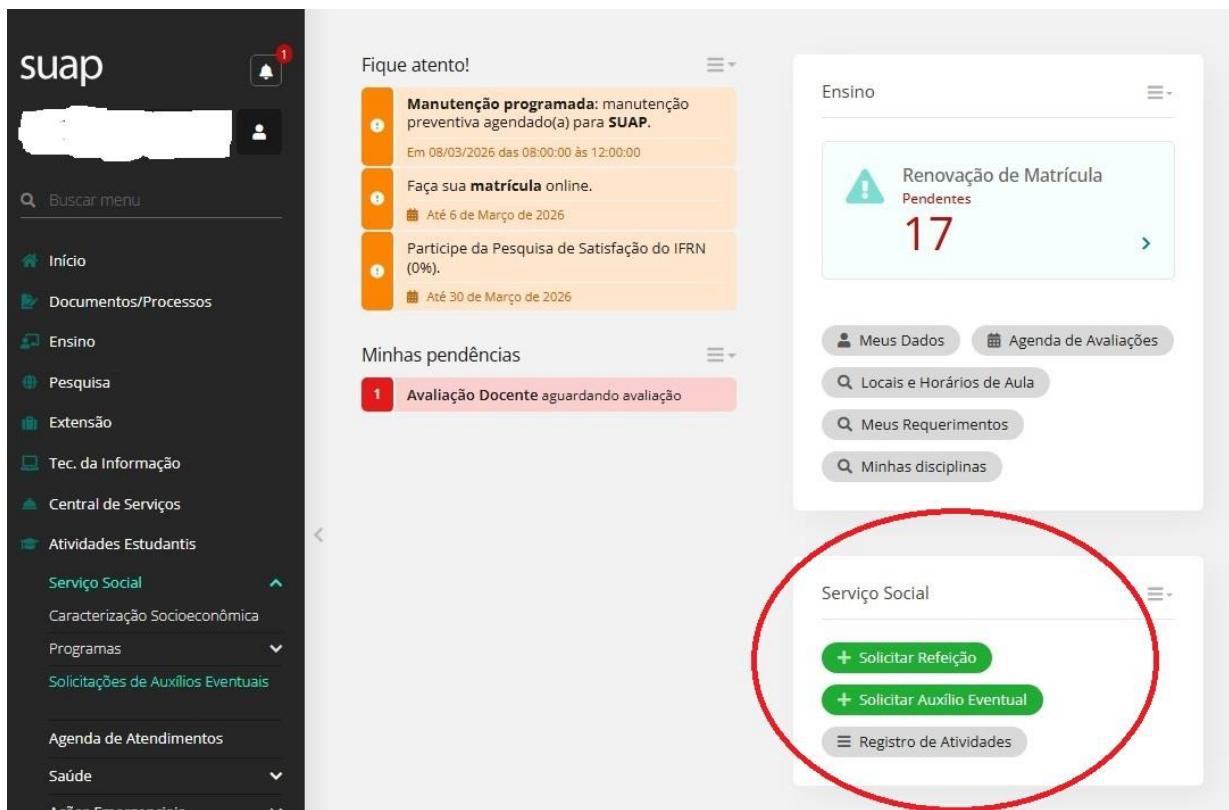 suap
1
Buscar menu
Início
Documentos/Processos
Ensino
Pesquisa
Extensão
Tec. da Informação
Central de Serviços
Atividades Estudantis
Serviço Social
Caracterização Socioeconômica
Programas
Solicitações de Auxílios Eventuais
Agenda de Atendimentos
Saúde
Ações Emergenciais
Fique atento!
Manutenção programada: manutenção
preventiva agendado(a) para SUAP.
Em 08/03/2026 das 08:00:00 às 12:00:00
Faça sua matrícula online.
Até 6 de Março de 2026
Participe da Pesquisa de Satisfação do IFRN
(0%).
Até 30 de Março de 2026
Minhas pendências
1 Avaliação Docente aguardando avaliação
Ensino
Renovação de Matrícula
Pendentes
17
Meus Dados Agenda de Avaliações
Locais e Horários de Aula
Meus Requerimentos
Minhas disciplinas
Serviço Social
+ Solicitar Refeição
+ Solicitar Auxílio Eventual
Registro de Atividades